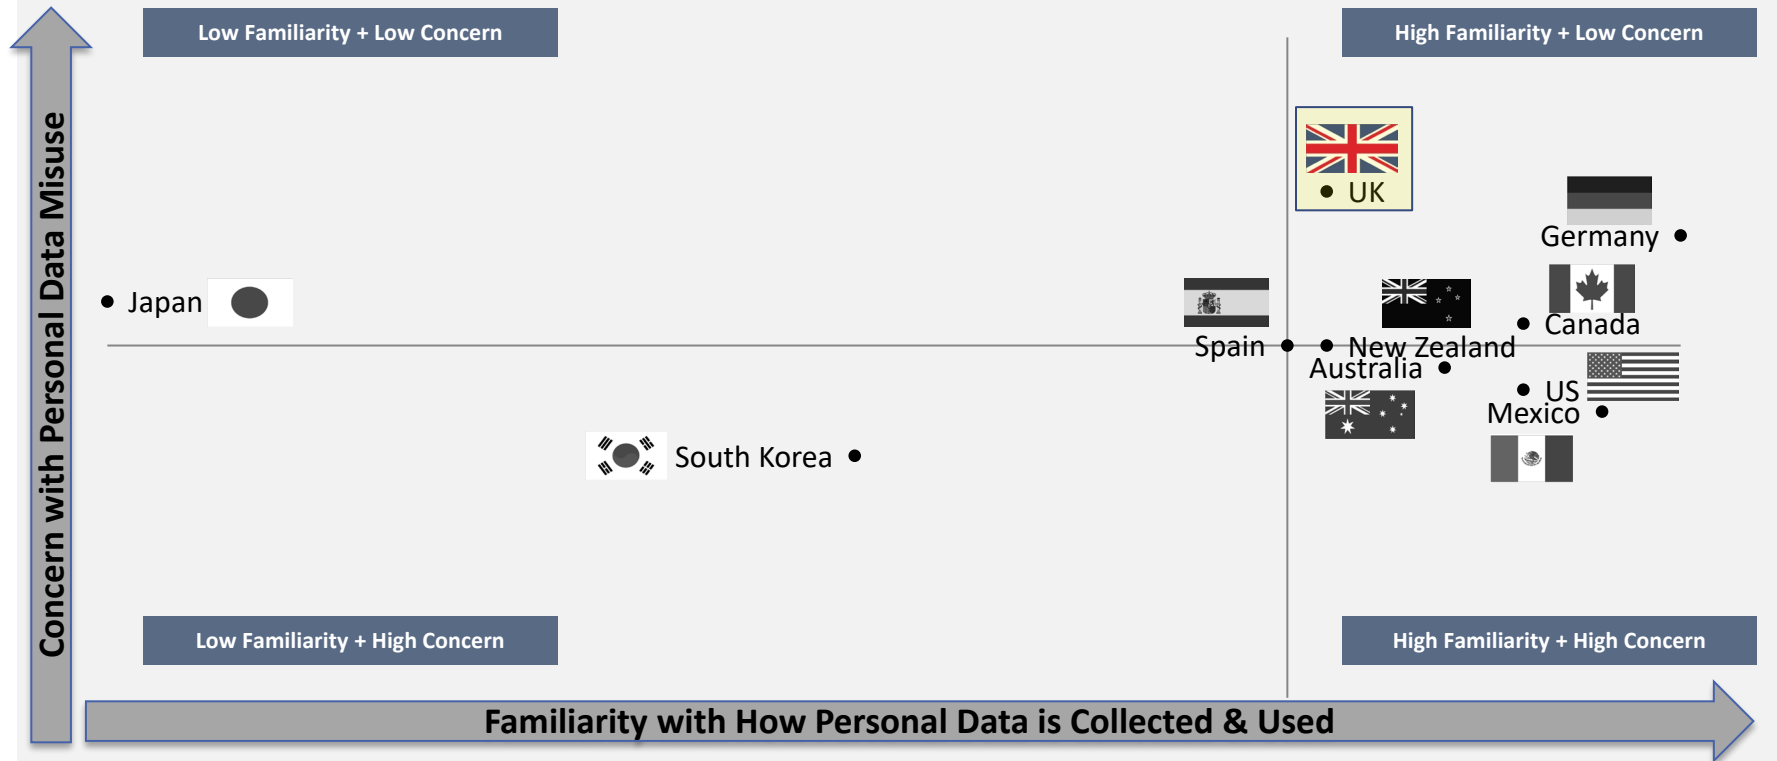 Low Familiarity + Low Concern
High Familiarity + Low Concern
Concern with Personal Data Misuse
UK
Germany
Japan
Canada
Spain
New Zealand
Australia
US
Mexico
South Korea
Low Familiarity + High Concern
High Familiarity + High Concern
Familiarity with How Personal Data is Collected & Used